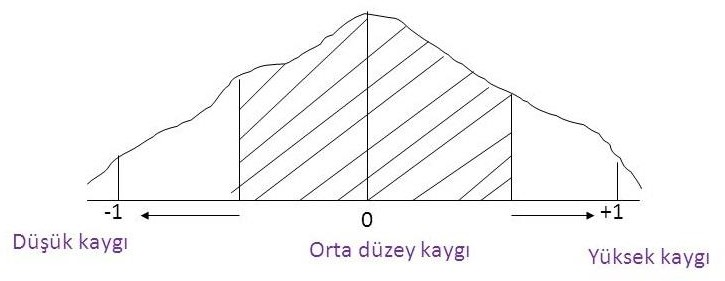 -1
0
+1
Düşük kaygı
Orta düzey kaygı
Yüksek kaygı